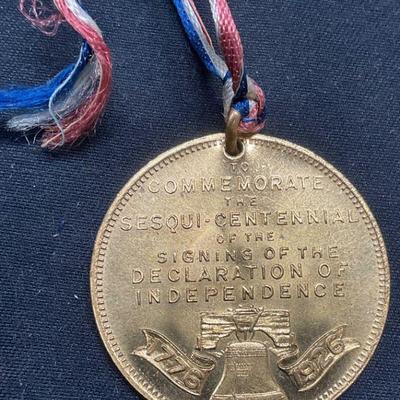 TO
COMMEMORATE
THE
SESQUI-CENTENNIAL
OF THE
SIGNING OF THE
DECLARATION OF
INDEPENDENCE
1776 1926